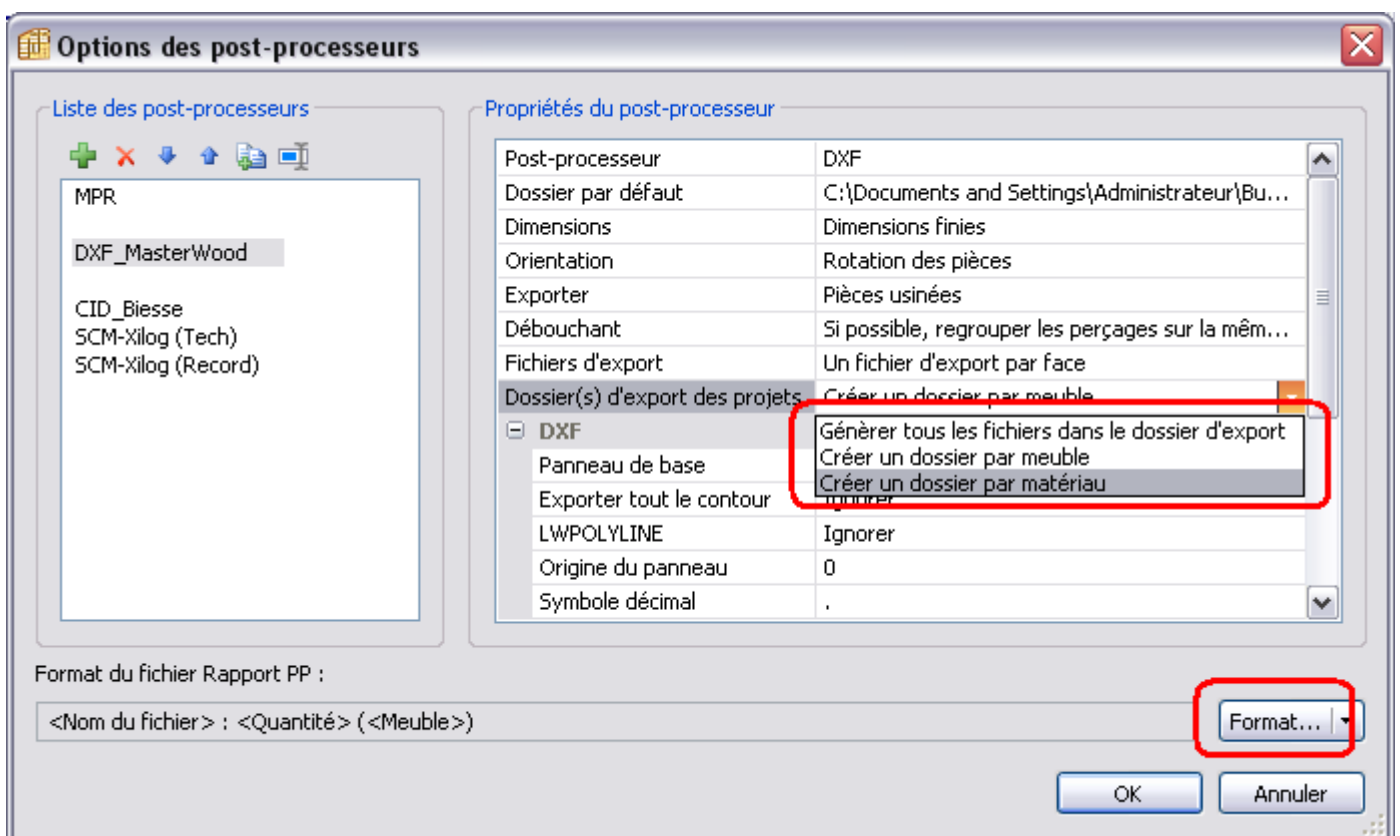 Options des post-processeurs
Liste des post-processeurs
MPR
DXF_MasterWood
CID_Biesse
SCM-Xilog (Tech)
SCM-Xilog (Record)
Propriétés du post-processeur
Post-processeur DXF
Dossier par défaut C:\Documents and Settings\Administrateur\Bu...
Dimensions Dimensions finies
Orientation Rotation des pièces
Exporter Pièces usinées
Débouchant Si possible, regrouper les perçages sur la mêm...
Fichiers d'export Un fichier d'export par face
Dossier(s) d'export des projets Créer un dossier par meuble
Génèrer tous les fichiers dans le dossier d'export
Créer un dossier par meuble
Créer un dossier par matériau
DXF
Panneau de base
Exporter tout le contour Ignorer
LWPOLYLINE Ignorer
Origine du panneau 0
Symbole décimal .
Format du fichier Rapport PP :
<Nom du fichier> : <Quantité> (<Meuble>)
Format...
OK Annuler